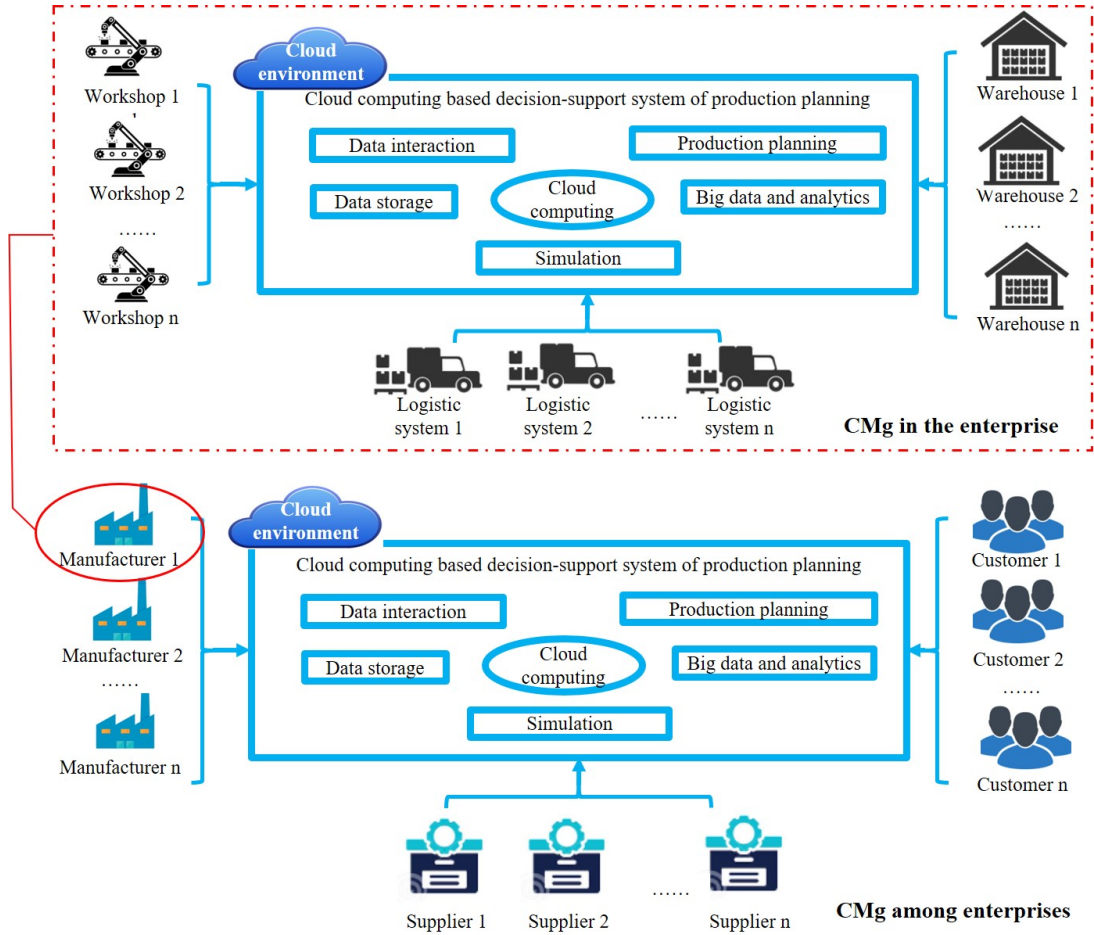 Cloud
environment
Cloud computing based decision-support system of production planning
Workshop 1
Workshop 2
......
Workshop n
Data interaction
Production planning
Data storage
Cloud
computing
Big data and analytics
Simulation
Warehouse 1
Warehouse 2
......
Warehouse n
Logistic
system 1
Logistic
system 2
......
Logistic
system n
CMg in the enterprise
Cloud
environment
Cloud computing based decision-support system of production planning
Manufacturer 1
Manufacturer 2
......
Manufacturer n
Data interaction
Production planning
Data storage
Cloud
computing
Big data and analytics
Simulation
Customer 1
Customer 2
......
Customer n
Supplier 1
Supplier 2
......
Supplier n
CMg among enterprises